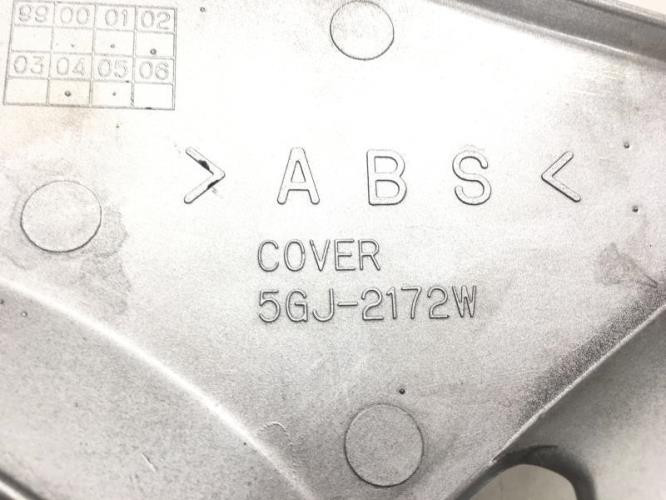 99 00 01 02
03 04 05 06
> A B S <
COVER
5GJ-2172W